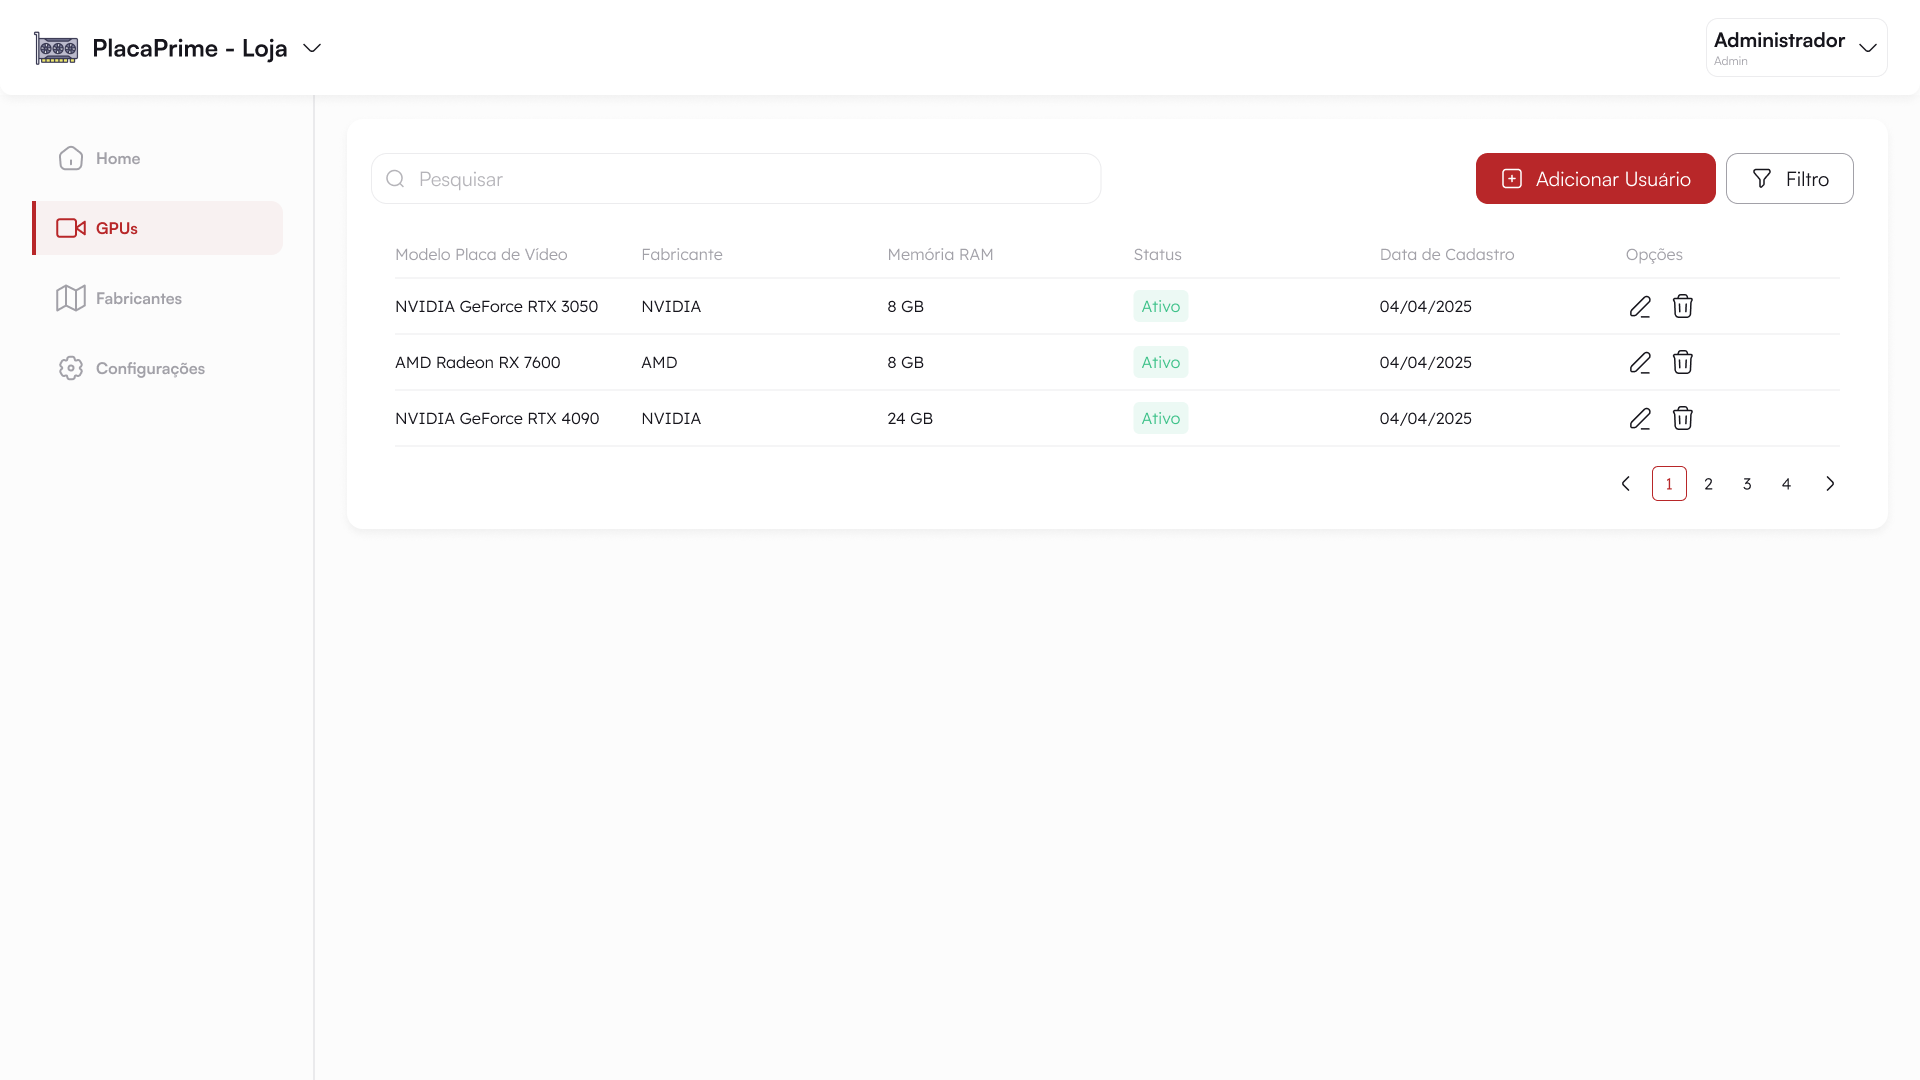 PlacaPrime - Loja
Administrador
Admin
Home
GPUs
Fabricantes
Configurações
Pesquisar
Adicionar Usuário
Filtro
Modelo Placa de Vídeo Fabricante Memória RAM Status Data de Cadastro Opções
NVIDIA GeForce RTX 3050 NVIDIA 8 GB Ativo 04/04/2025
AMD Radeon RX 7600 AMD 8 GB Ativo 04/04/2025
NVIDIA GeForce RTX 4090 NVIDIA 24 GB Ativo 04/04/2025
1 2 3 4